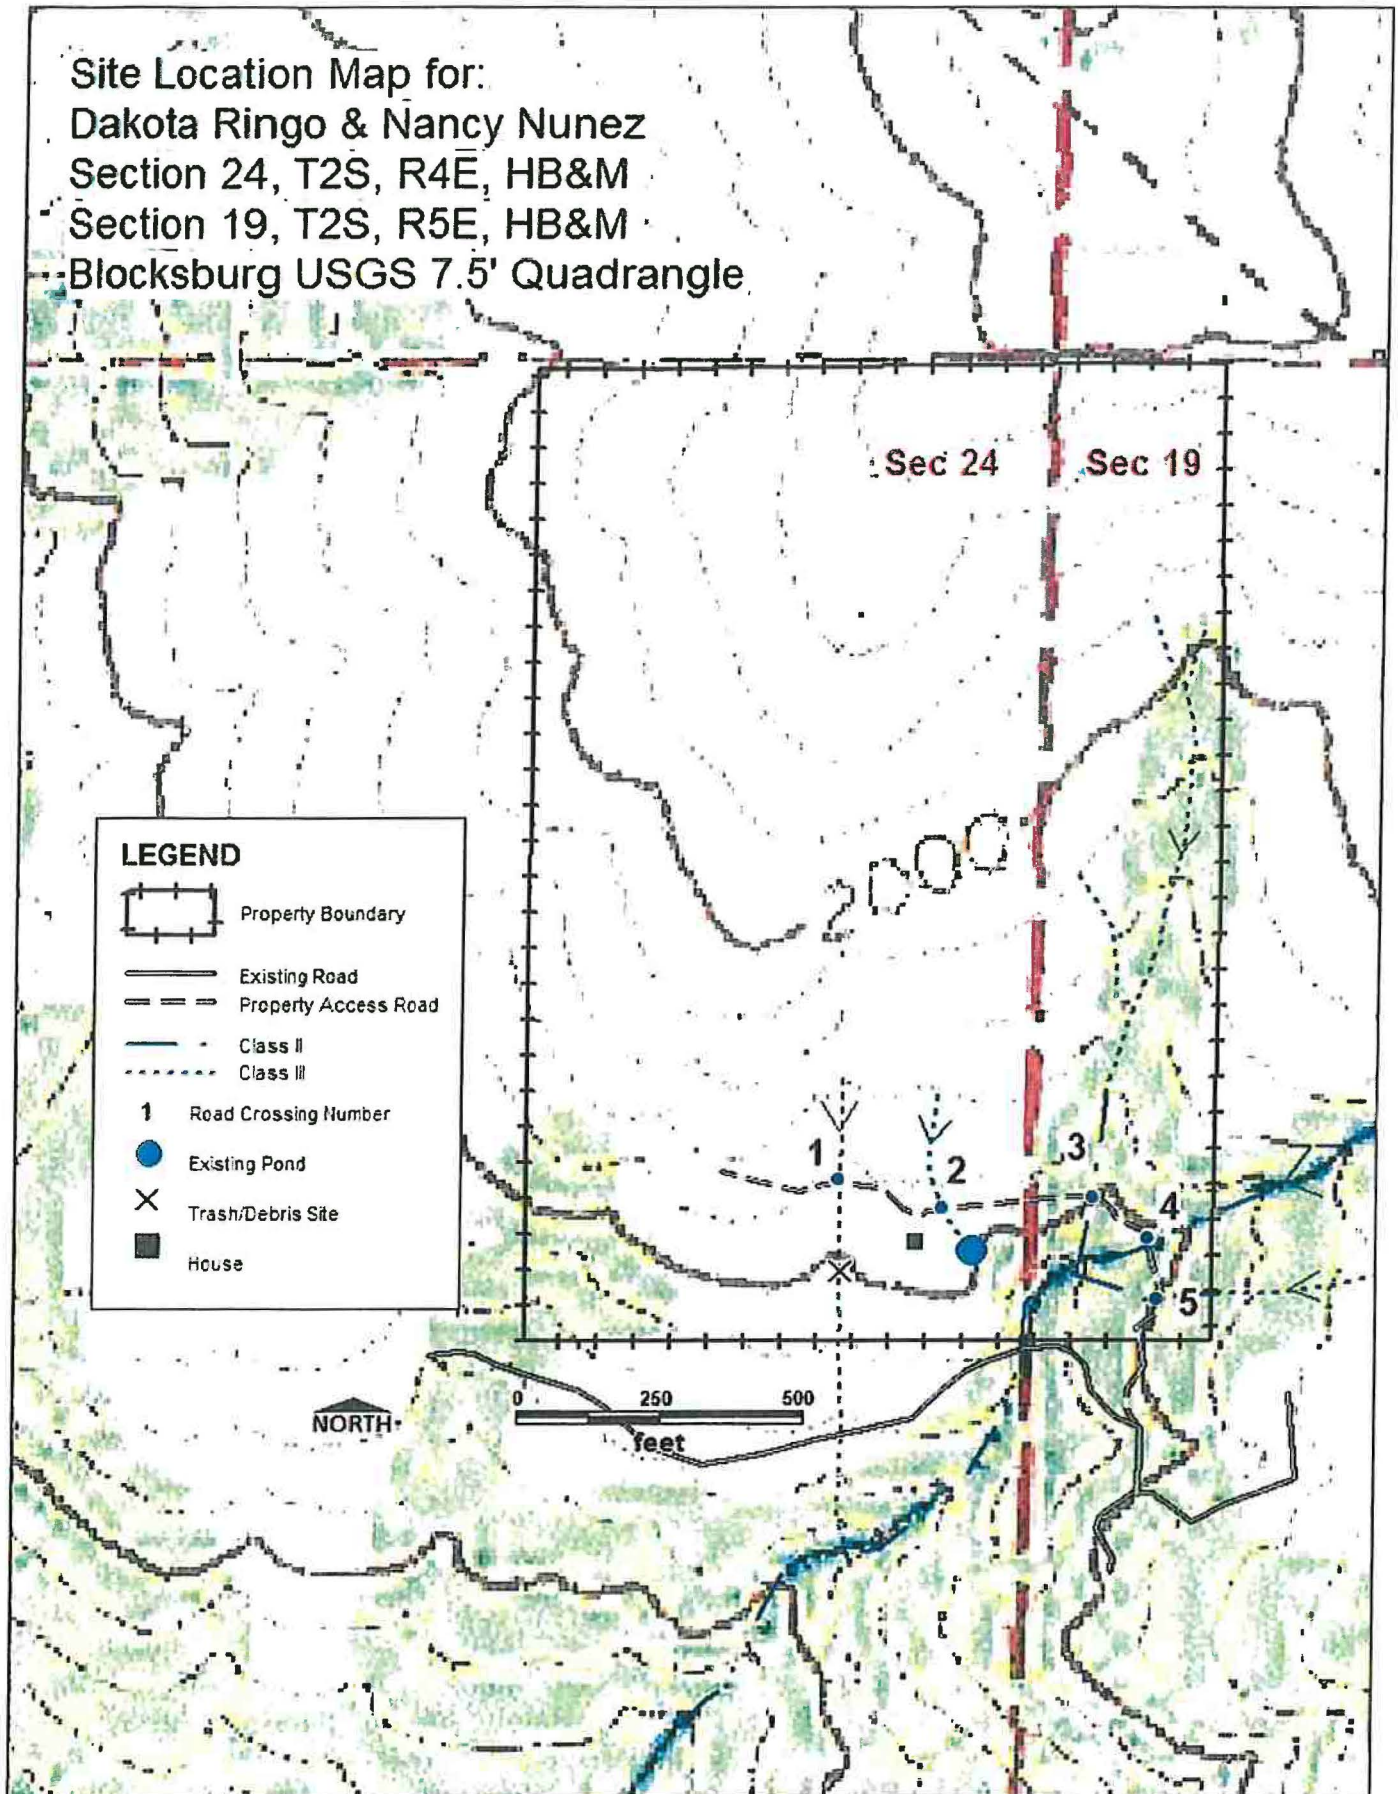 Site Location Map for:
Dakota Ringo & Nancy Nunez
Section 24, T2S, R4E, HB&M
Section 19, T2S, R5E, HB&M
Blocksburg USGS 7.5' Quadrangle
Sec 24
Sec 19
2000
LEGEND
Property Boundary
Existing Road
Property Access Road
Class II
Class III
1 Road Crossing Number
Existing Pond
Trash/Debris Site
House
1
2
3
4
5
NORTH
0 250 500
feet